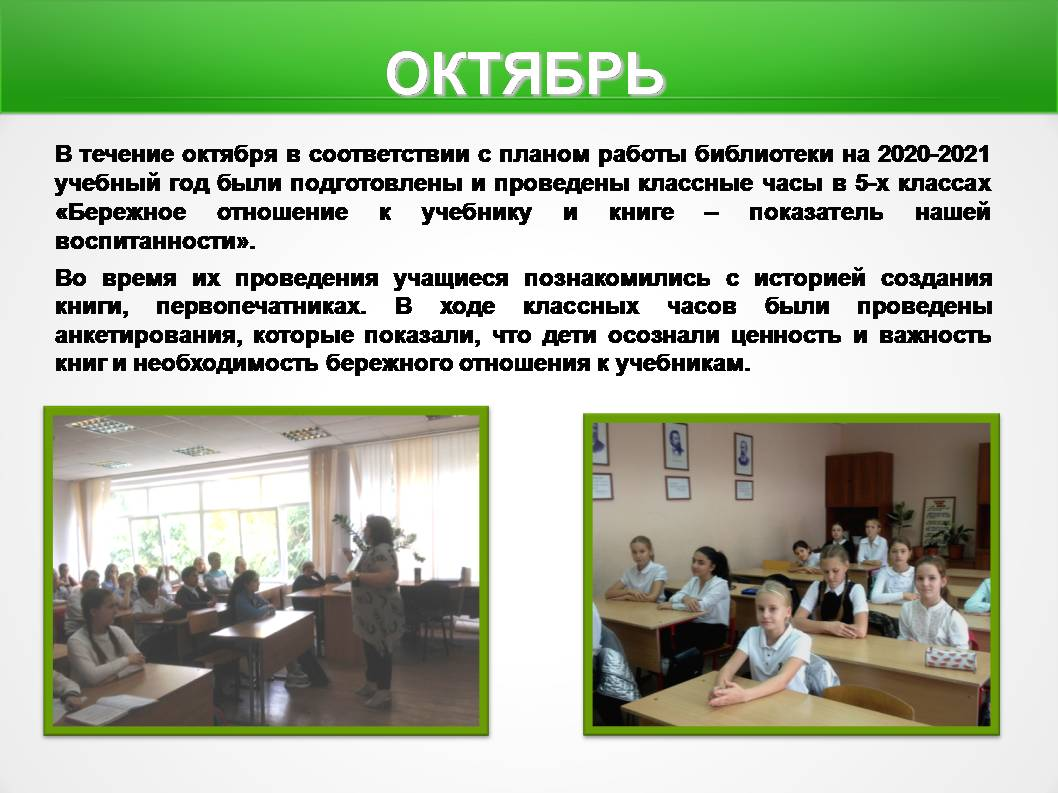 ОКТЯБРЬ
В течение октября в соответствии с планом работы библиотеки на 2020-2021
учебный год были подготовлены и проведены классные часы в 5-х классах
«Бережное отношение к учебнику и книге – показатель нашей
воспитанности».
Во время их проведения учащиеся познакомились с историей создания
книги, первопечатниках. В ходе классных часов были проведены
анкетирования, которые показали, что дети осознали ценность и важность
книг и необходимость бережного отношения к учебникам.